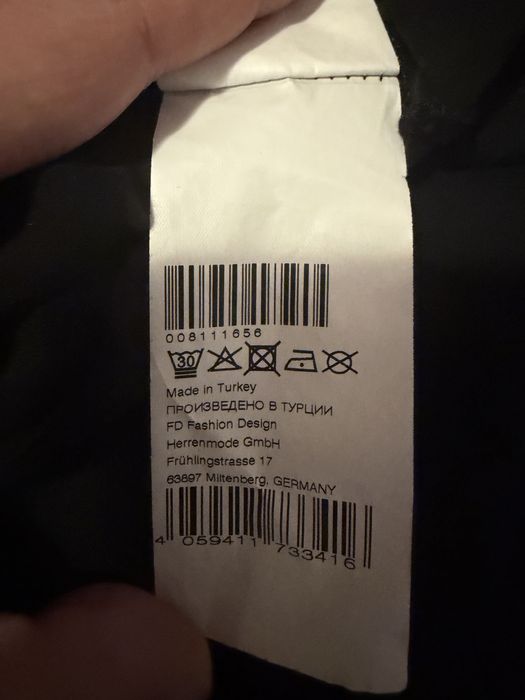 008111656
30
Made in Turkey
ПРОИЗВЕДЕНО В ТУРЦИИ
FD Fashion Design
Herrenmode GmbH
Frühlingstrasse 17
63897 Miltenberg, GERMANY
4 059411 733416